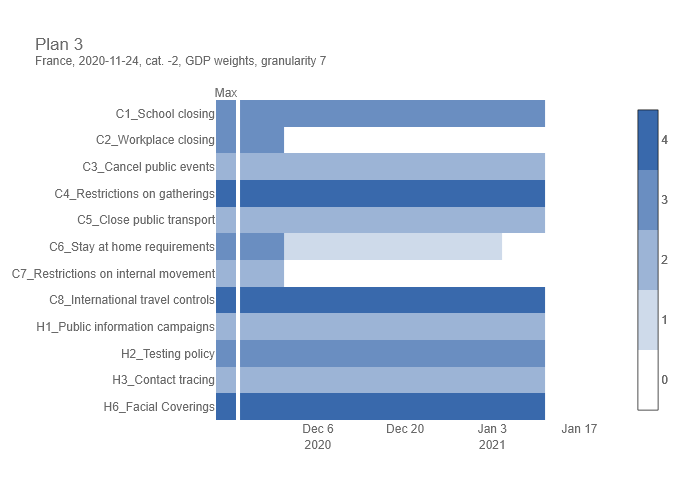 Plan 3
France, 2020-11-24, cat. -2, GDP weights, granularity 7
Max
C1_School closing
C2_Workplace closing
C3_Cancel public events
C4_Restrictions on gatherings
C5_Close public transport
C6_Stay at home requirements
C7_Restrictions on internal movement
C8_International travel controls
H1_Public information campaigns
H2_Testing policy
H3_Contact tracing
H6_Facial Coverings
Dec 6 Dec 20 Jan 3 Jan 17
2020 2021
4
3
2
1
0